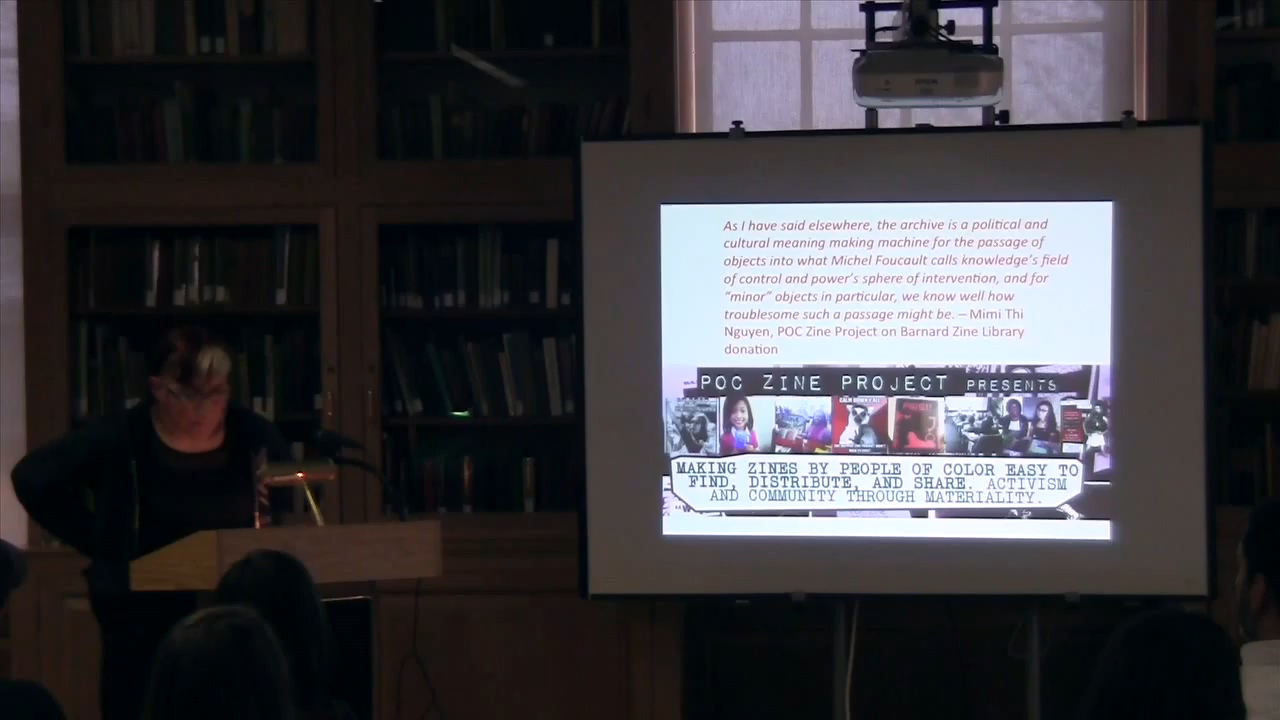 EPSON
As I have said elsewhere, the archive is a political and
cultural meaning making machine for the passage of
objects into what Michel Foucault calls knowledge's field
of control and power's sphere of intervention, and for
"minor" objects in particular, we know well how
troublesome such a passage might be. – Mimi Thi
Nguyen, POC Zine Project on Barnard Zine Library
donation
POC ZINE PROJECT PRESENTS
MAKING ZINES BY PEOPLE OF COLOR EASY TO
FIND, DISTRIBUTE, AND SHARE. ACTIVISM
AND COMMUNITY THROUGH MATERIALITY.